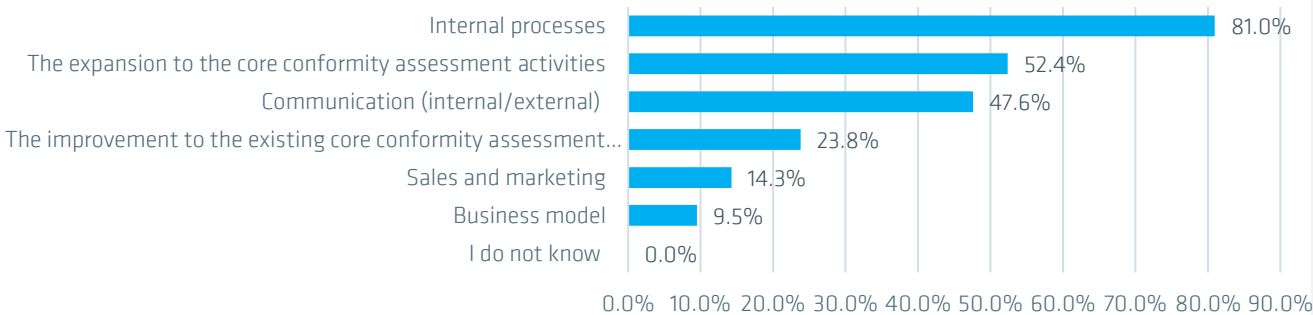 Internal processes 81.0%
The expansion to the core conformity assessment activities 52.4%
Communication (internal/external) 47.6%
The improvement to the existing core conformity assessment... 23.8%
Sales and marketing 14.3%
Business model 9.5%
I do not know 0.0%
0.0% 10.0% 20.0% 30.0% 40.0% 50.0% 60.0% 70.0% 80.0% 90.0%